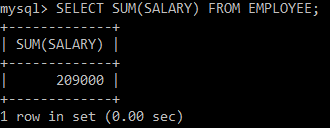 mysql> SELECT SUM(SALARY) FROM EMPLOYEE;
+-------------+
| SUM(SALARY) |
+-------------+
|      209000 |
+-------------+
1 row in set (0.00 sec)